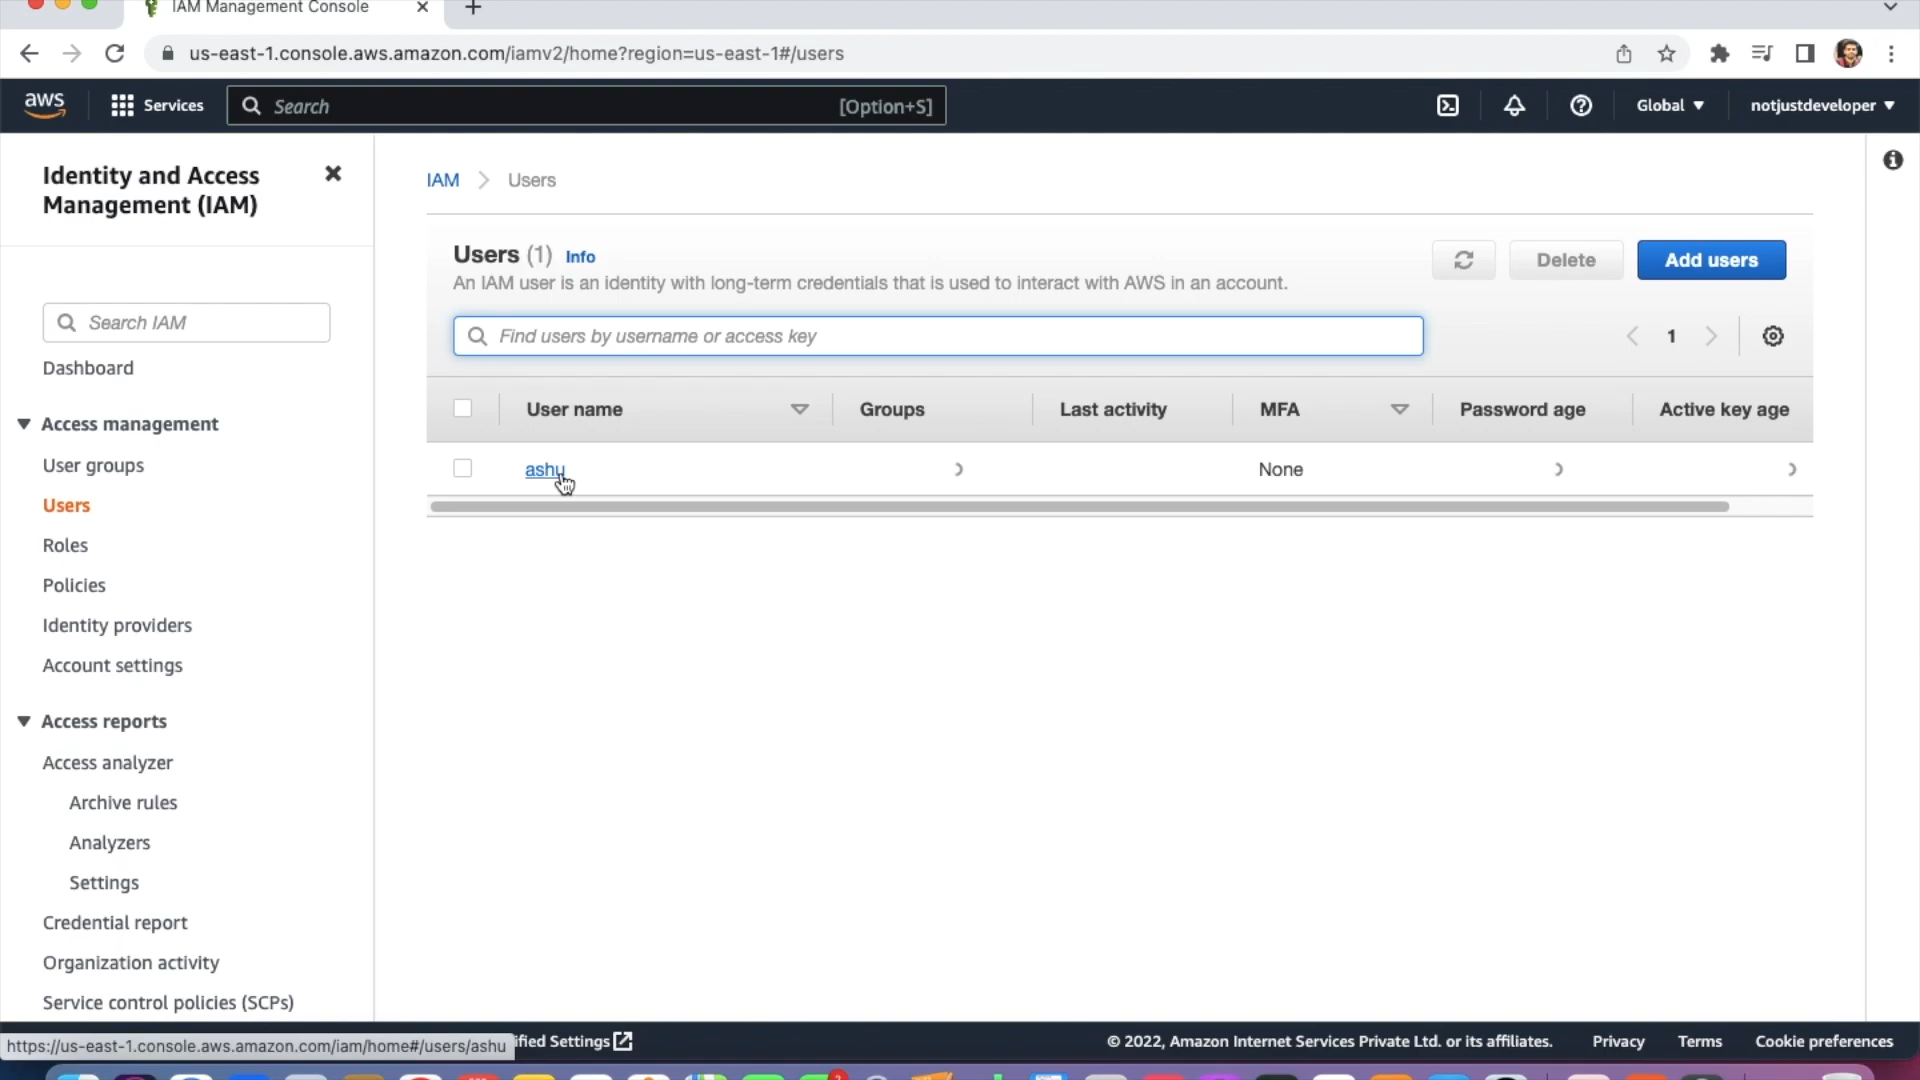 IAM Management Console
us-east-1.console.aws.amazon.com/iamv2/home?region=us-east-1#/users
aws
Services
Search
[Option+S]
Global
notjustdeveloper
Identity and Access
Management (IAM)
Search IAM
Dashboard
Access management
User groups
Users
Roles
Policies
Identity providers
Account settings
Access reports
Access analyzer
Archive rules
Analyzers
Settings
Credential report
Organization activity
Service control policies (SCPs)
IAM
Users
Users (1) Info
An IAM user is an identity with long-term credentials that is used to interact with AWS in an account.
Delete
Add users
Find users by username or access key
1
User name
Groups
Last activity
MFA
Password age
Active key age
ashu
None
https://us-east-1.console.aws.amazon.com/iam/home#/users/ashu
ified Settings
© 2022, Amazon Internet Services Private Ltd. or its affiliates.
Privacy
Terms
Cookie preferences